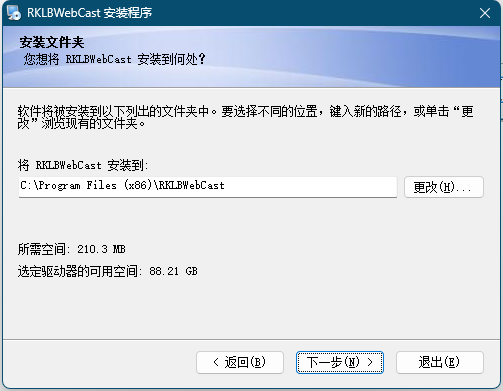 RKLBWebCast 安装程序
安装文件夹
您想将 RKLBWebCast 安装到何处?
软件将被安装到以下列出的文件夹中。要选择不同的位置，键入新的路径，或单击“更
改”浏览现有的文件夹。
将 RKLBWebCast 安装到:
C:\Program Files (x86)\RKLBWebCast
更改(H)...
所需空间: 210.3 MB
选定驱动器的可用空间: 88.21 GB
< 返回(B)
下一步(N) >
退出(E)